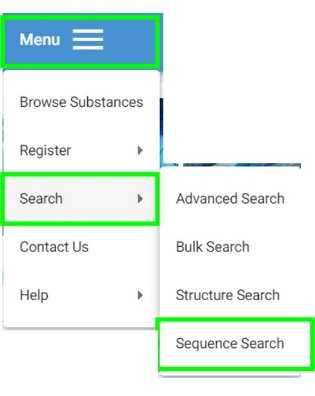 Menu
Browse Substances
Register
Search
Advanced Search
Contact Us
Bulk Search
Help
Structure Search
Sequence Search